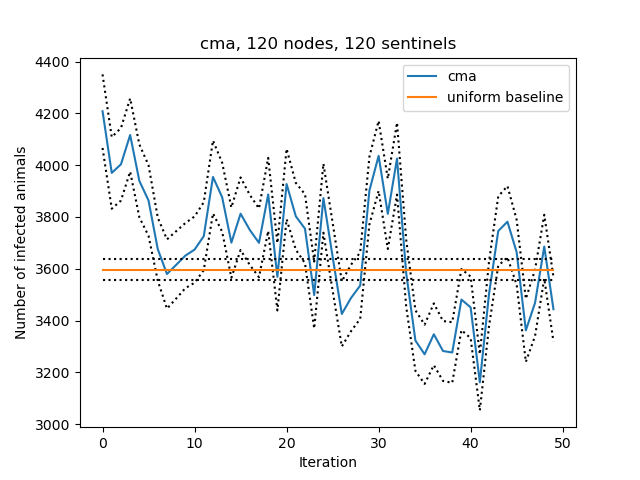 cma, 120 nodes, 120 sentinels
cma
uniform baseline
Number of infected animals
4400
4200
4000
3800
3600
3400
3200
3000
0 10 20 30 40 50
Iteration